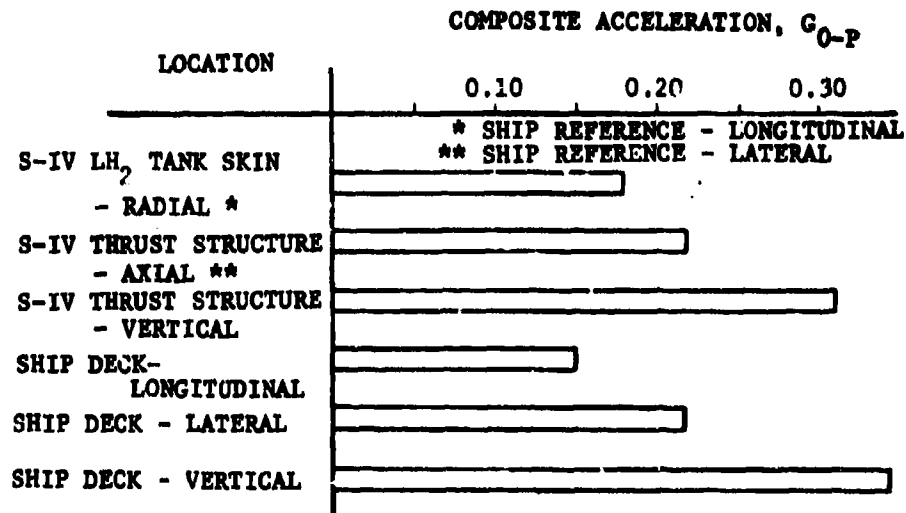 COMPOSITE ACCELERATION, G0-P
LOCATION
0.10 0.20 0.30
* SHIP REFERENCE - LONGITUDINAL
** SHIP REFERENCE - LATERAL
S-IV LH2 TANK SKIN
- RADIAL *
S-IV THRUST STRUCTURE
- AXIAL **
S-IV THRUST STRUCTURE
- VERTICAL
SHIP DECK-
LONGITUDINAL
SHIP DECK - LATERAL
SHIP DECK - VERTICAL